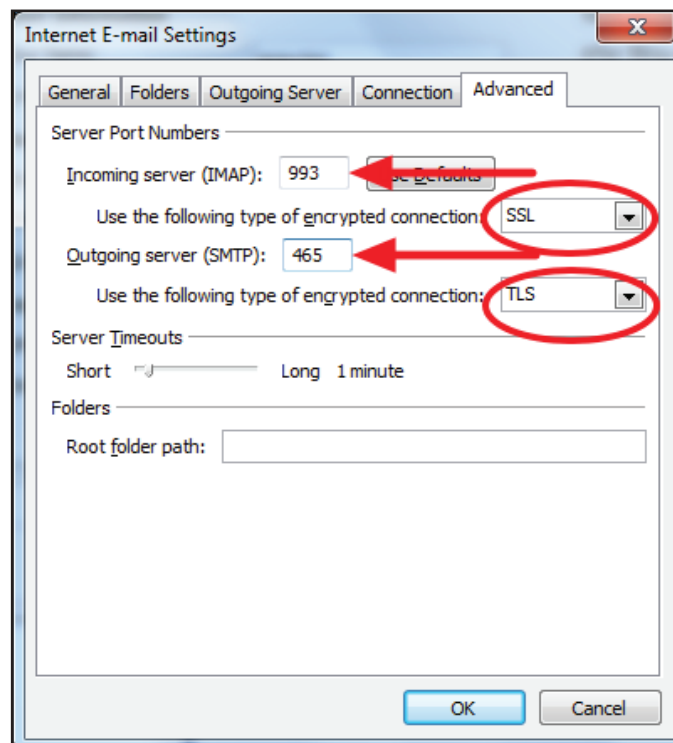 Internet E-mail Settings
X
General Folders Outgoing Server Connection Advanced
Server Port Numbers
Incoming server (IMAP): 993 Use Defaults
Use the following type of encrypted connection: SSL
Outgoing server (SMTP): 465
Use the following type of encrypted connection: TLS
Server Timeouts
Short Long 1 minute
Folders
Root folder path:
OK Cancel